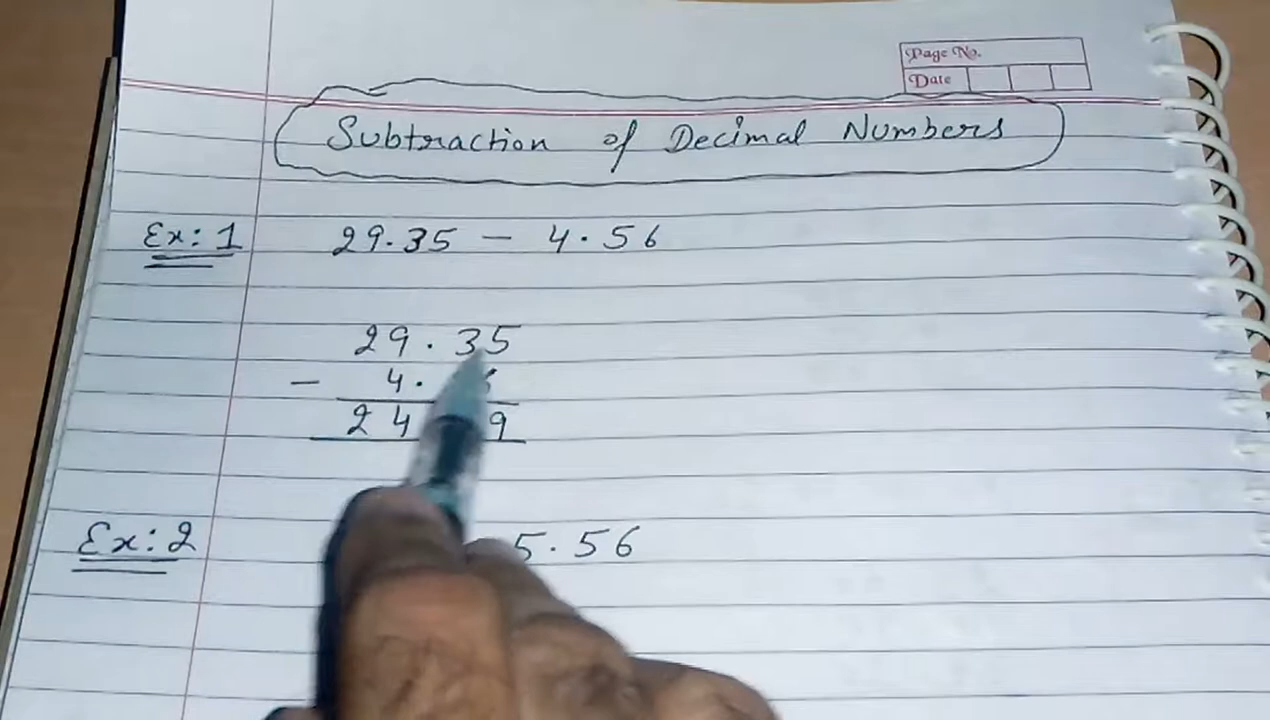 Page No.
Date
Subtraction of Decimal Numbers
Ex: 1 29.35 - 4.56
29.35
- 4.
24 9
Ex: 2 5.56